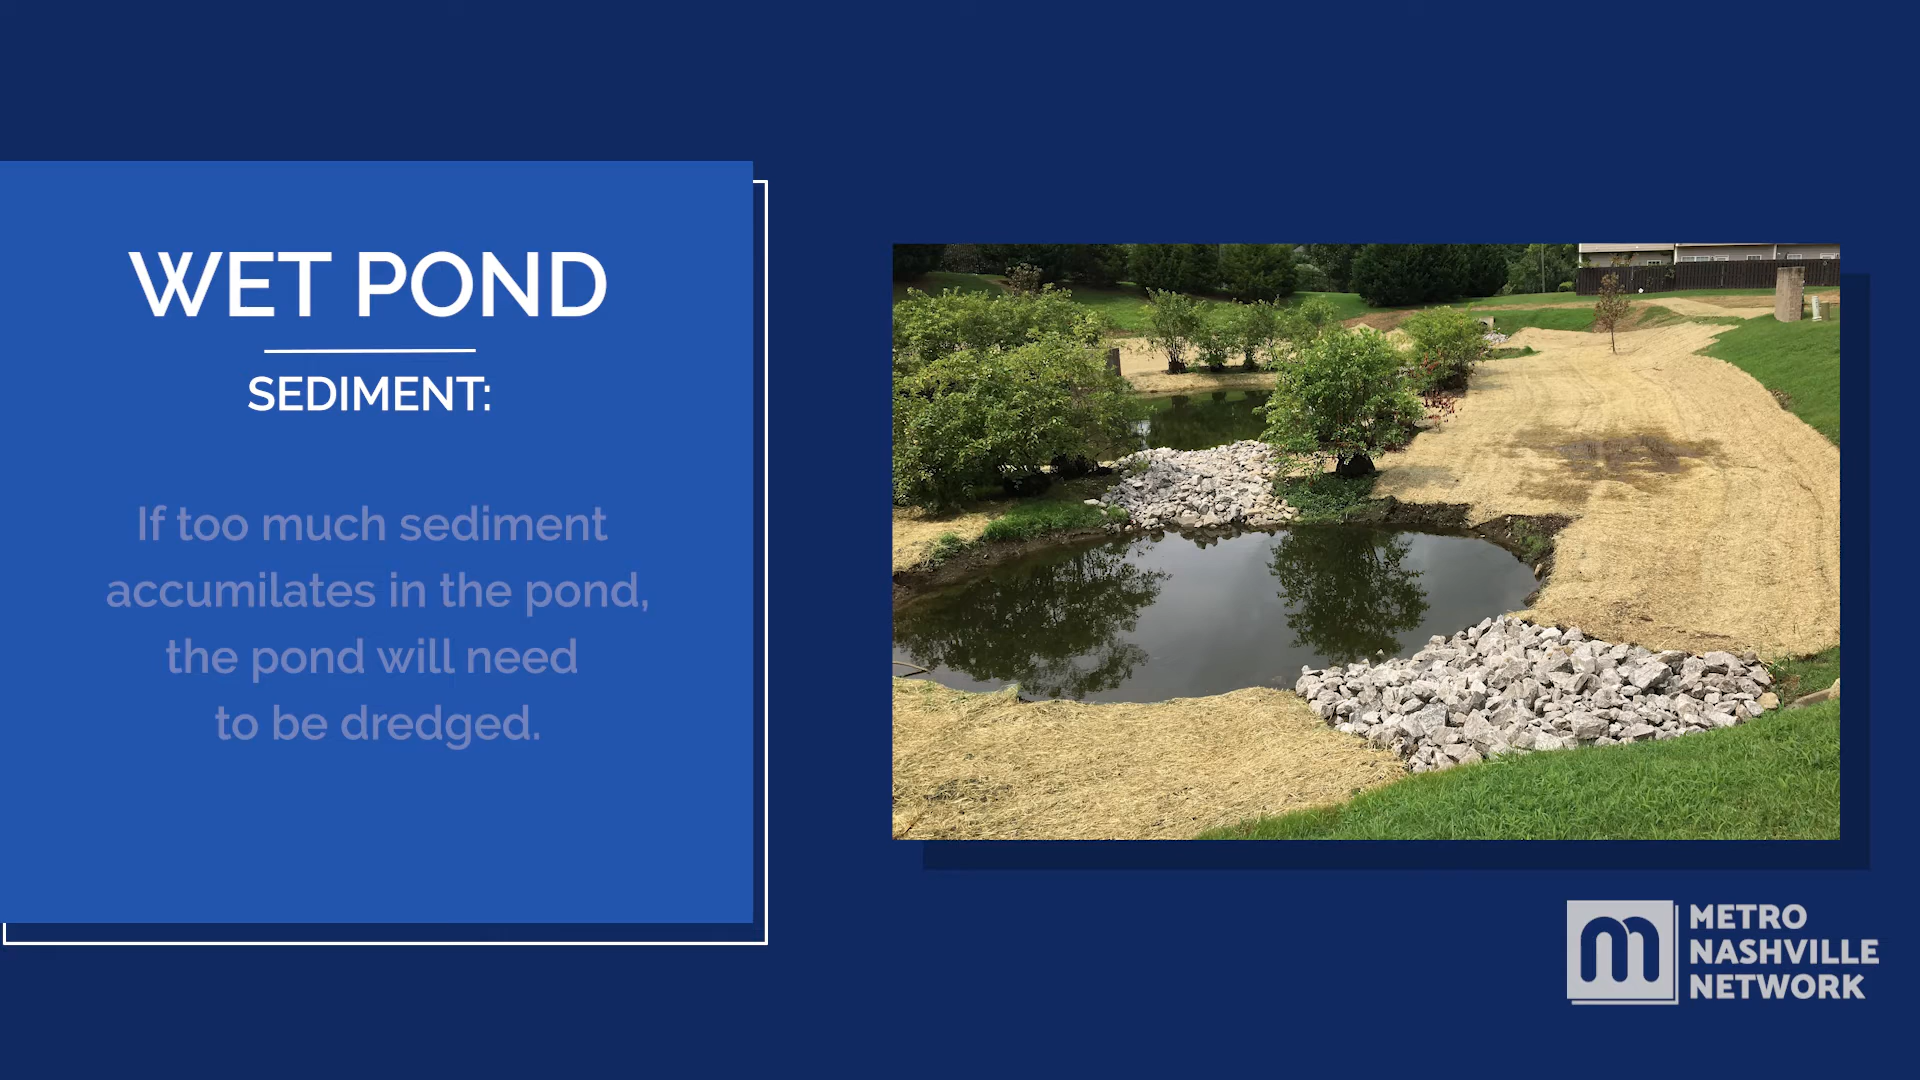 WET POND
SEDIMENT:
If too much sediment
accumilates in the pond,
the pond will need
to be dredged.
METRO
NASHVILLE
NETWORK